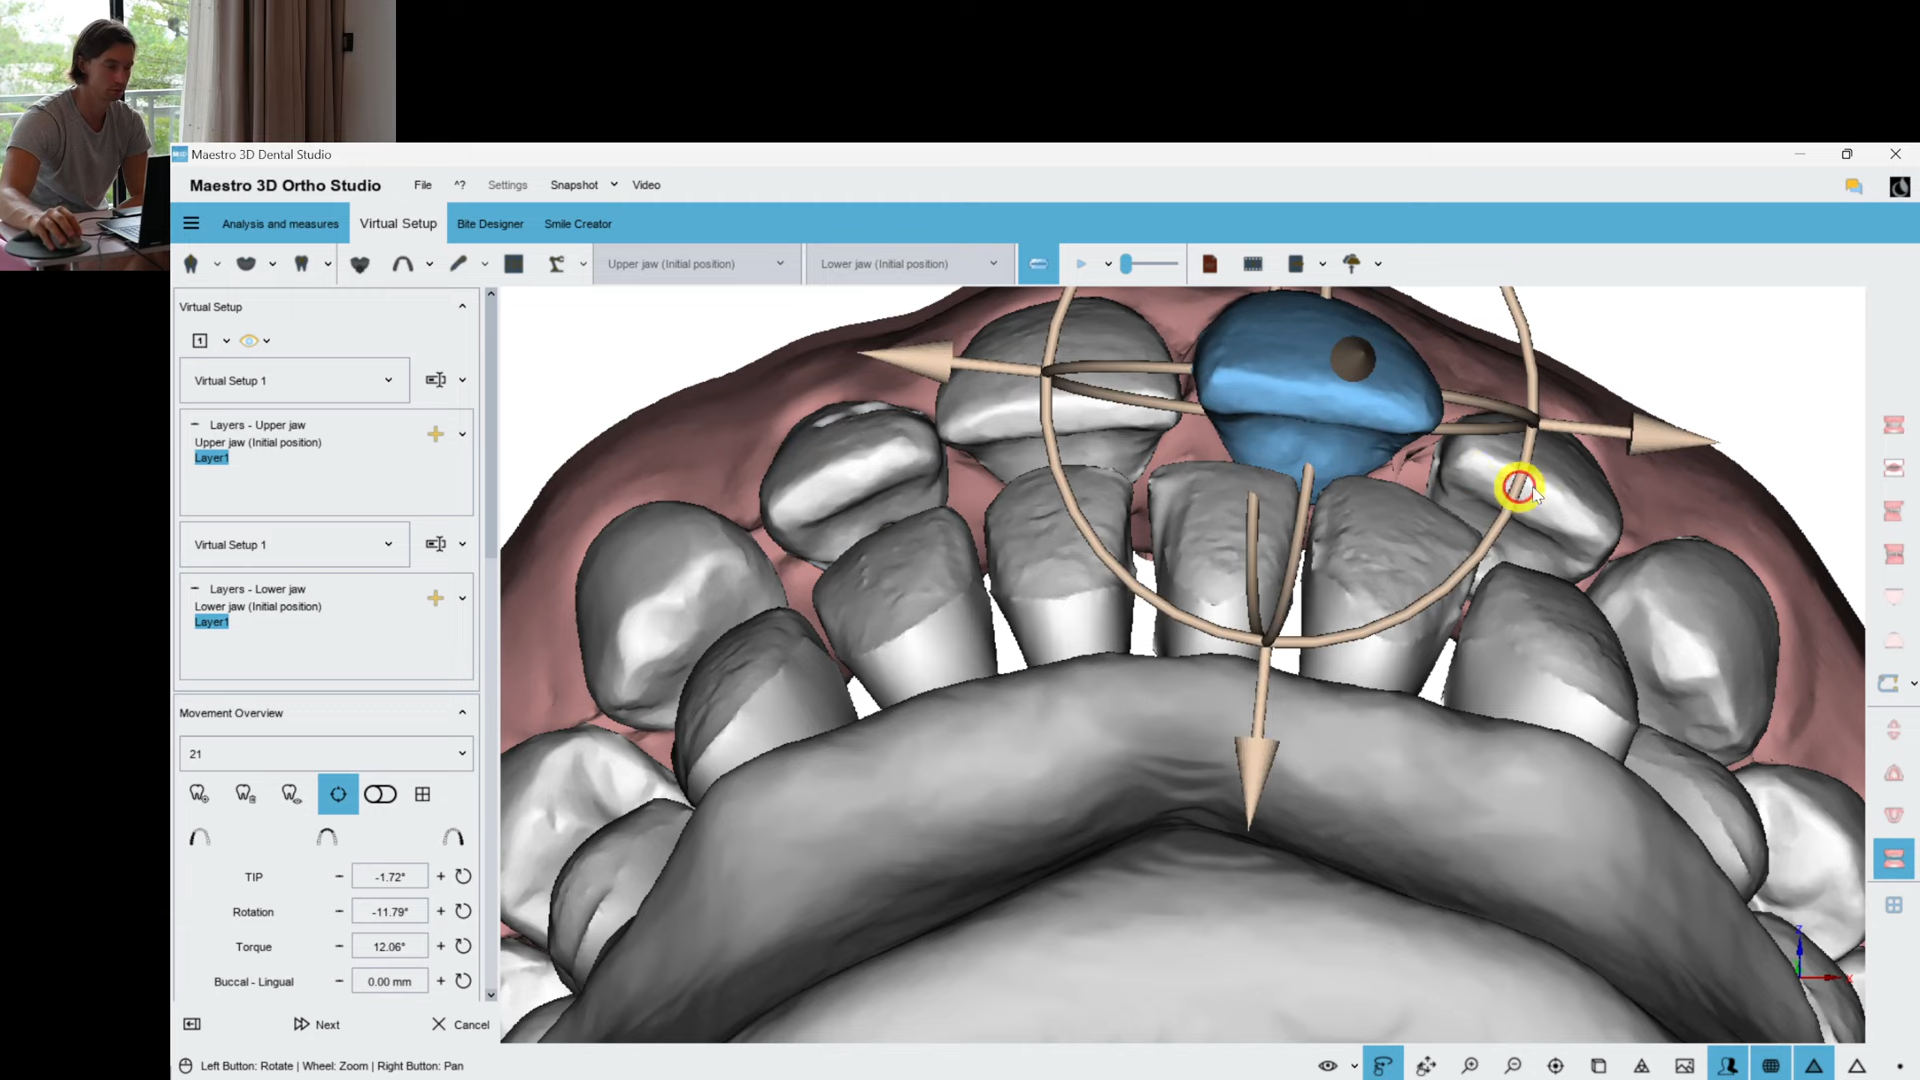 Maestro 3D Dental Studio
Maestro 3D Ortho Studio File ^? Settings Snapshot Video
Analysis and measures Virtual Setup Bite Designer Smile Creator
Upper jaw (Initial position) Lower jaw (Initial position)
Virtual Setup
1
Virtual Setup 1
Layers - Upper jaw
Upper jaw (Initial position)
Layer1
Virtual Setup 1
Layers - Lower jaw
Lower jaw (Initial position)
Layer1
Movement Overview
21
TIP - -1.72° +
Rotation - -11.79° +
Torque - 12.06° +
Buccal - Lingual - 0.00 mm +
Next Cancel
Z
X
Left Button: Rotate | Wheel: Zoom | Right Button: Pan